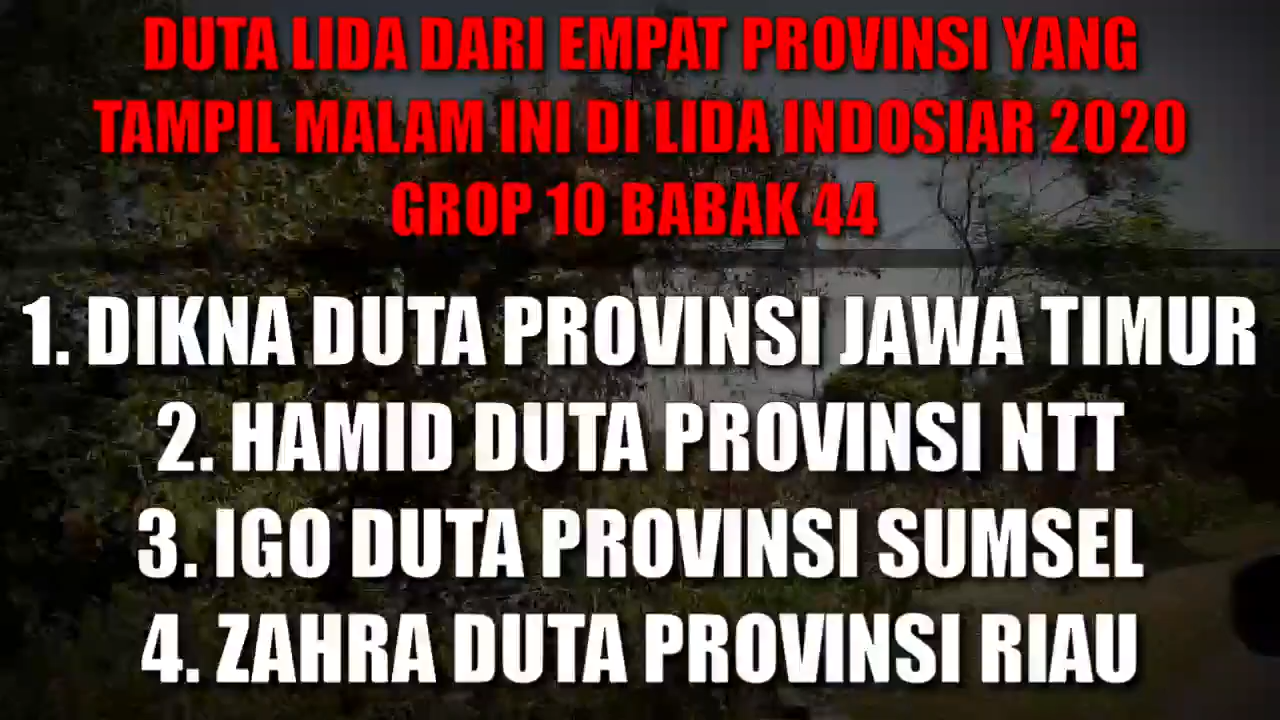 DUTA LIDA DARI EMPAT PROVINSI YANG
TAMPIL MALAM INI DI LIDA INDOSIAR 2020
GROP 10 BABAK 44
1. DIKNA DUTA PROVINSI JAWA TIMUR
2. HAMID DUTA PROVINSI NTT
3. IGO DUTA PROVINSI SUMSEL
4. ZAHRA DUTA PROVINSI RIAU